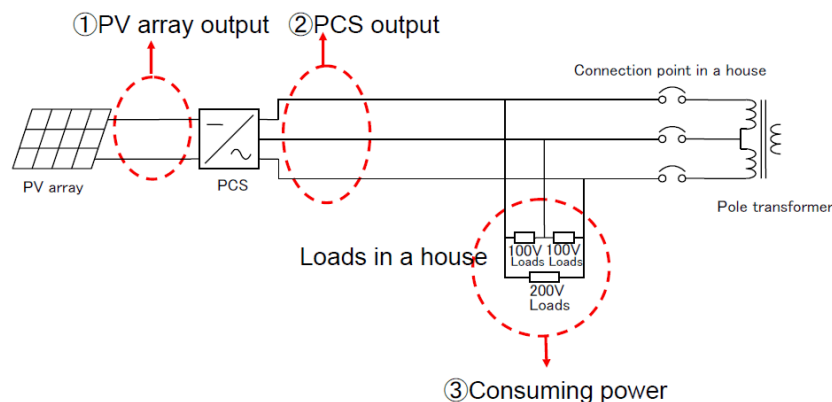 ①PV array output
②PCS output
Connection point in a house
PV array
PCS
Pole transformer
Loads in a house
100V 100V
Loads Loads
200V
Loads
③Consuming power